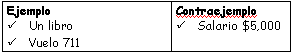 Ejemplo
✓ Un libro
✓ Vuelo 711
Contraejemplo
✓ Salario $5,000